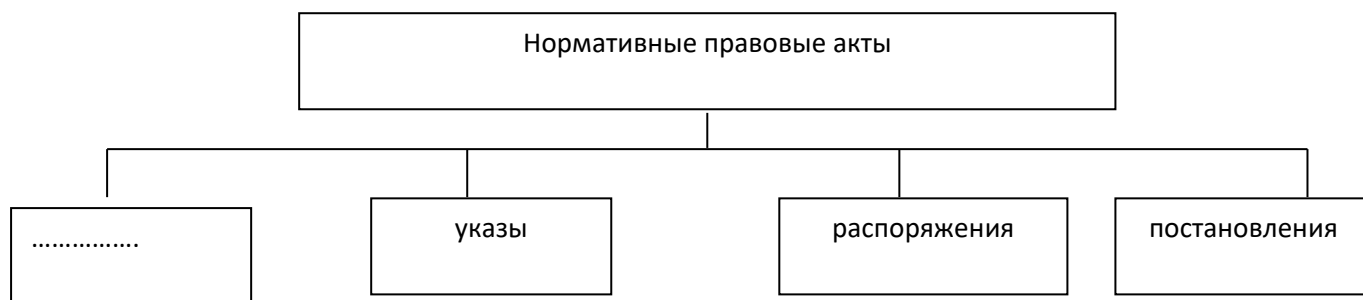 Нормативные правовые акты
…………….
указы
распоряжения
постановления